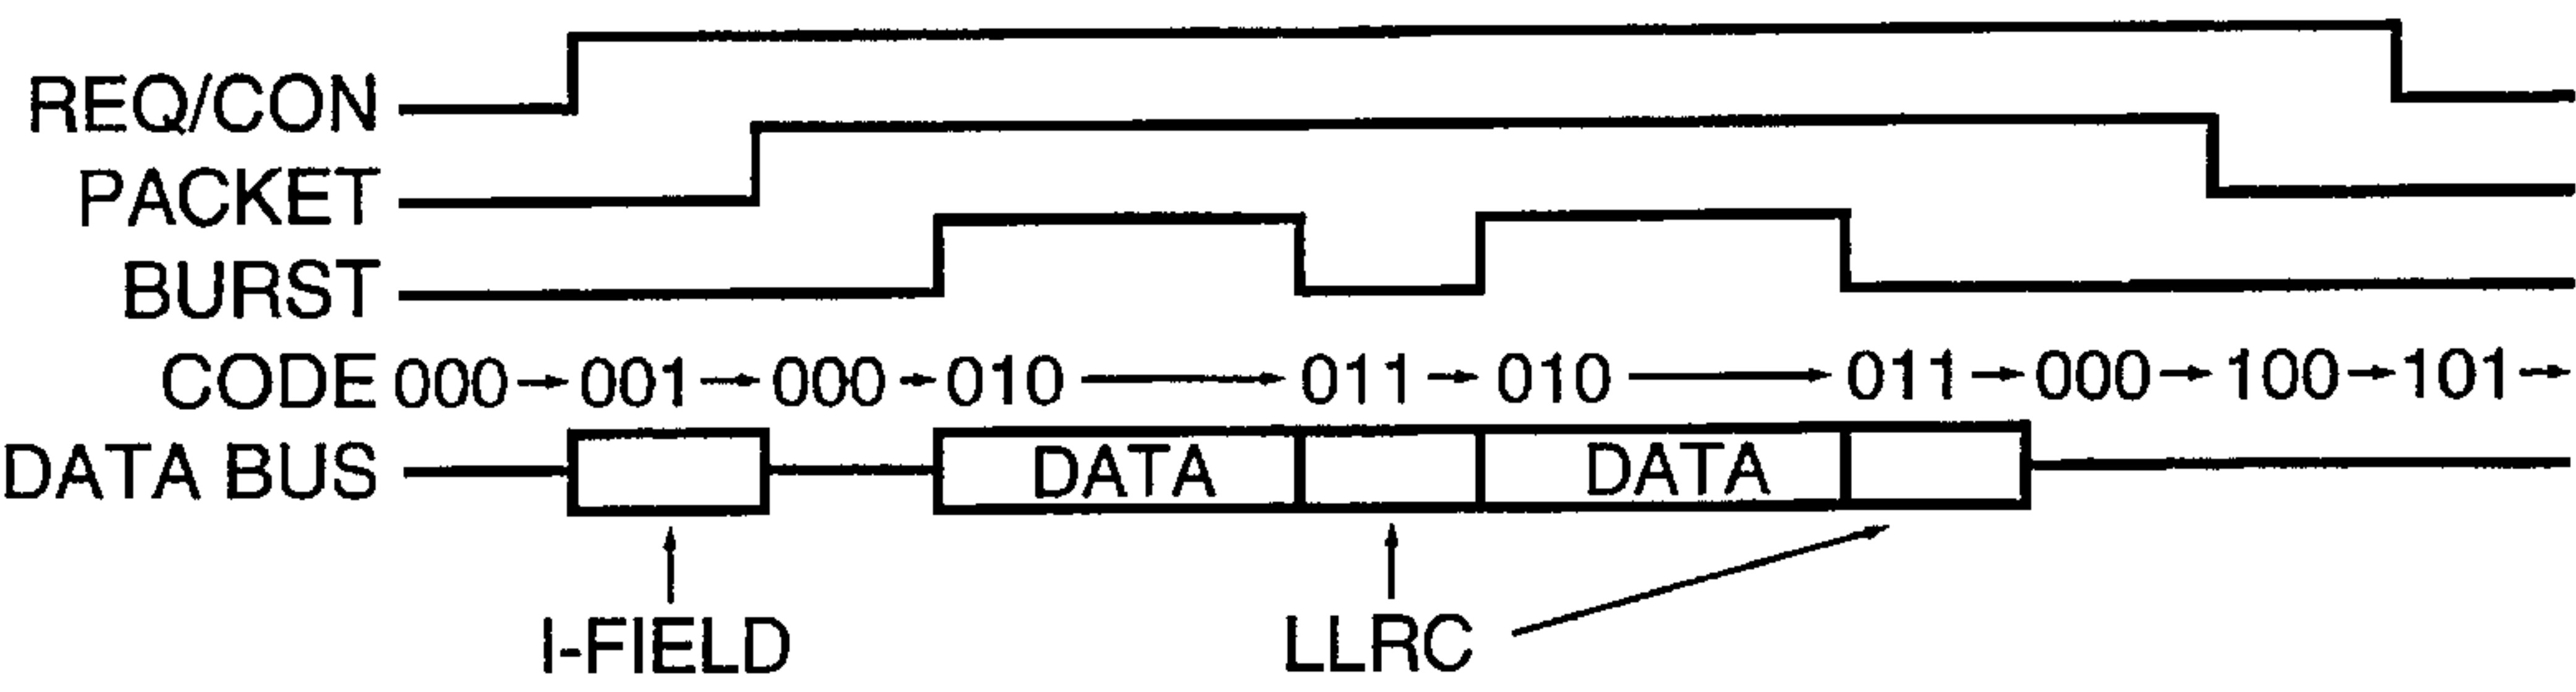 REQ/CON
PACKET
BURST
CODE 000 → 001 → 000 → 010 → 011 → 010 → 011 → 000 → 100 → 101 →
DATA BUS DATA DATA
I-FIELD LLRC